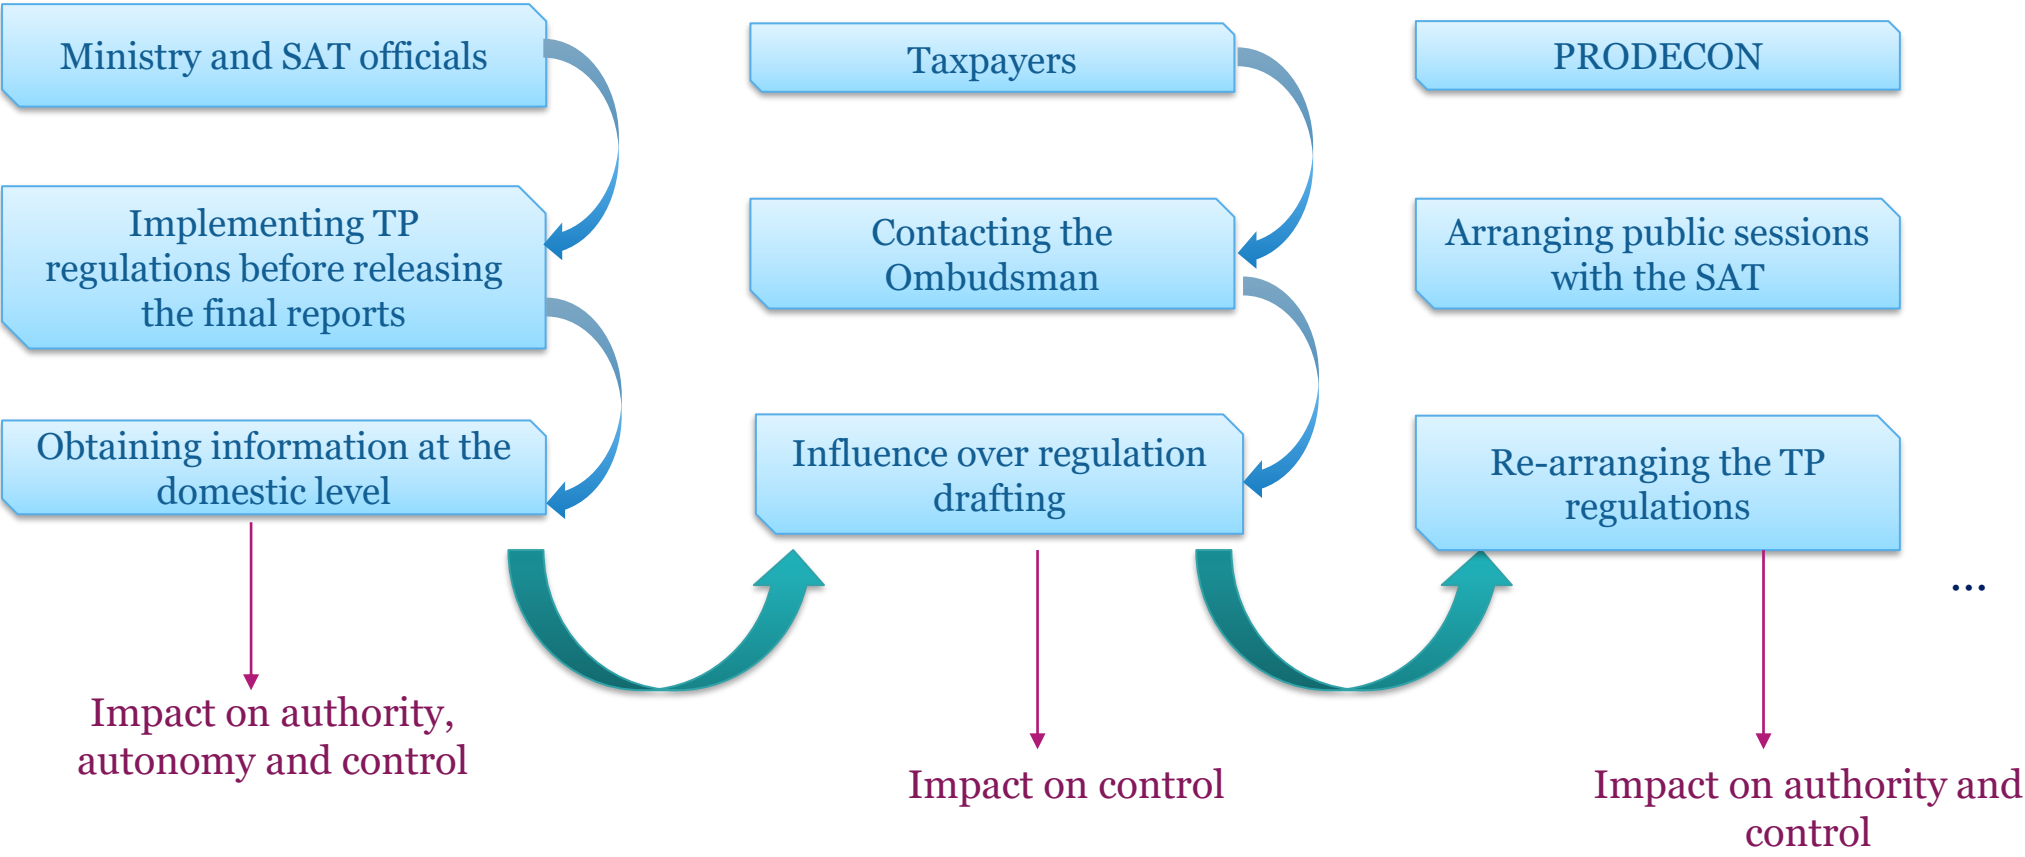 Ministry and SAT officials
Implementing TP
regulations before releasing
the final reports
Obtaining information at the
domestic level
Impact on authority,
autonomy and control
Taxpayers
Contacting the
Ombudsman
Influence over regulation
drafting
Impact on control
PRODECON
Arranging public sessions
with the SAT
Re-arranging the TP
regulations
...
Impact on authority and
control